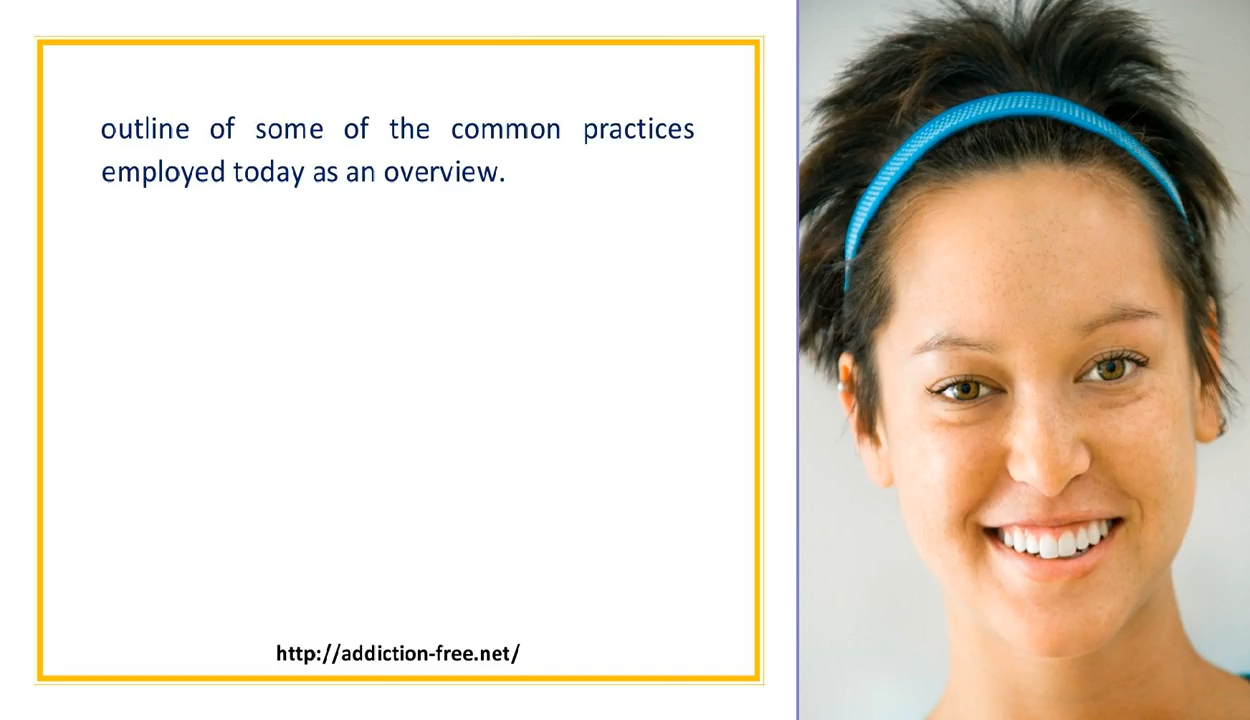 outline of some of the common practices
employed today as an overview.
http://addiction-free.net/